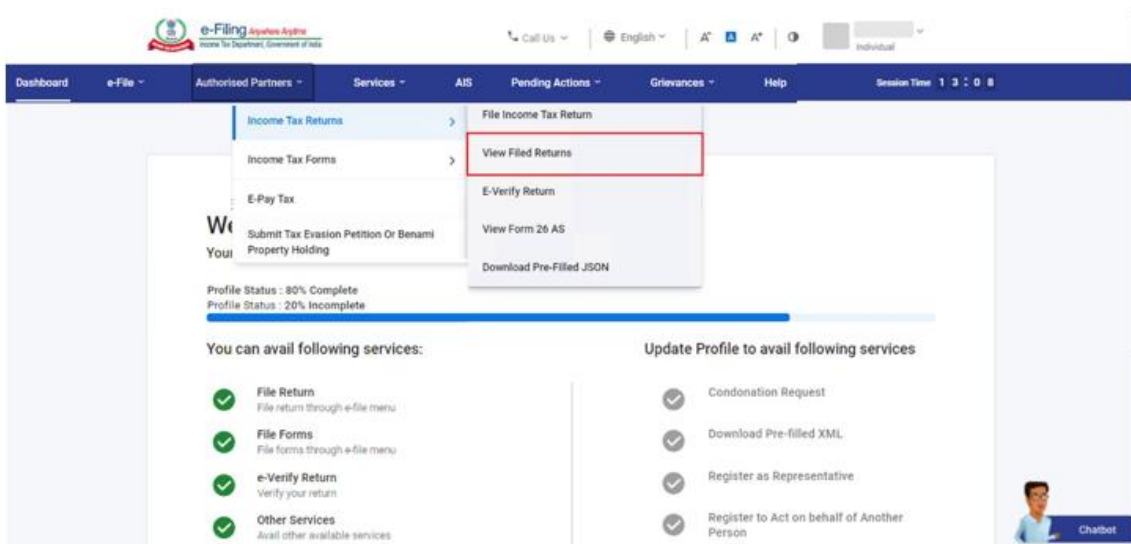 e-Filing Anywhere Anytime
Income Tax Department, Government of India
Call Us
English
A-
A
A+
Individual
Dashboard
e-File
Authorised Partners
Services
AIS
Pending Actions
Grievances
Help
Session Time 1 3 : 0 8
Income Tax Returns
Income Tax Forms
E-Pay Tax
Submit Tax Evasion Petition Or Benami
Property Holding
File Income Tax Return
View Filed Returns
E-Verify Return
View Form 26 AS
Download Pre-Filled JSON
We
Your
Profile Status : 80% Complete
Profile Status : 20% Incomplete
You can avail following services:
File Return
File return through e-file menu
File Forms
File forms through e-file menu
e-Verify Return
Verify your return
Other Services
Avail other available services
Update Profile to avail following services
Condonation Request
Download Pre-filled XML
Register as Representative
Register to Act on behalf of Another
Person
Chatbot